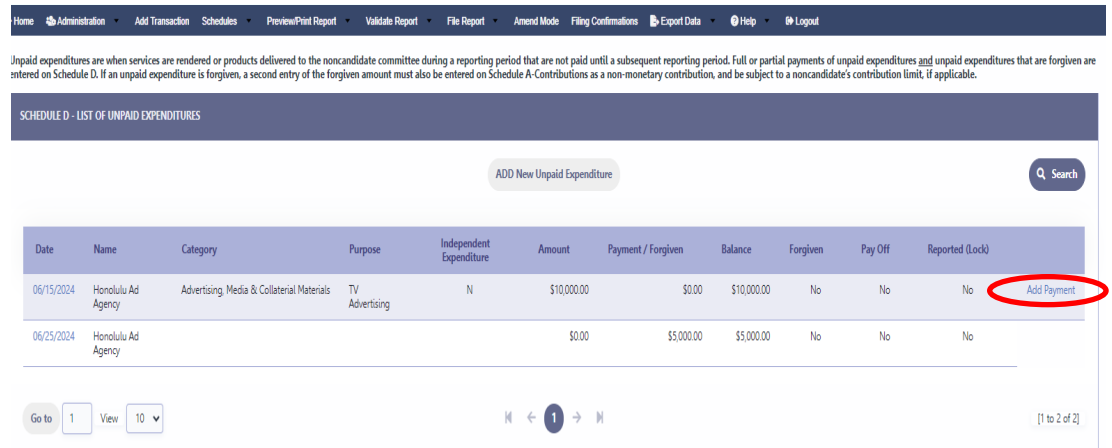 Home Administration Add Transaction Schedules Preview/Print Report Validate Report File Report Amend Mode Filing Confirmations Export Data Help Logout
Unpaid expenditures are when services are rendered or products delivered to the noncandidate committee during a reporting period that are not paid until a subsequent reporting period. Full or partial payments of unpaid expenditures and unpaid expenditures that are forgiven are
entered on Schedule D. If an unpaid expenditure is forgiven, a second entry of the forgiven amount must also be entered on Schedule A-Contributions as a non-monetary contribution, and be subject to a noncandidate's contribution limit, if applicable.
SCHEDULE D - LIST OF UNPAID EXPENDITURES
ADD New Unpaid Expenditure Search
Date Name Category Purpose Independent Expenditure Amount Payment / Forgiven Balance Forgiven Pay Off Reported (Lock)
06/15/2024 Honolulu Ad Agency Advertising, Media & Collaterial Materials TV Advertising N $10,000.00 $0.00 $10,000.00 No No No Add Payment
06/25/2024 Honolulu Ad Agency $0.00 $5,000.00 $5,000.00 No No No
Go to 1 View 10 1 [1 to 2 of 2]